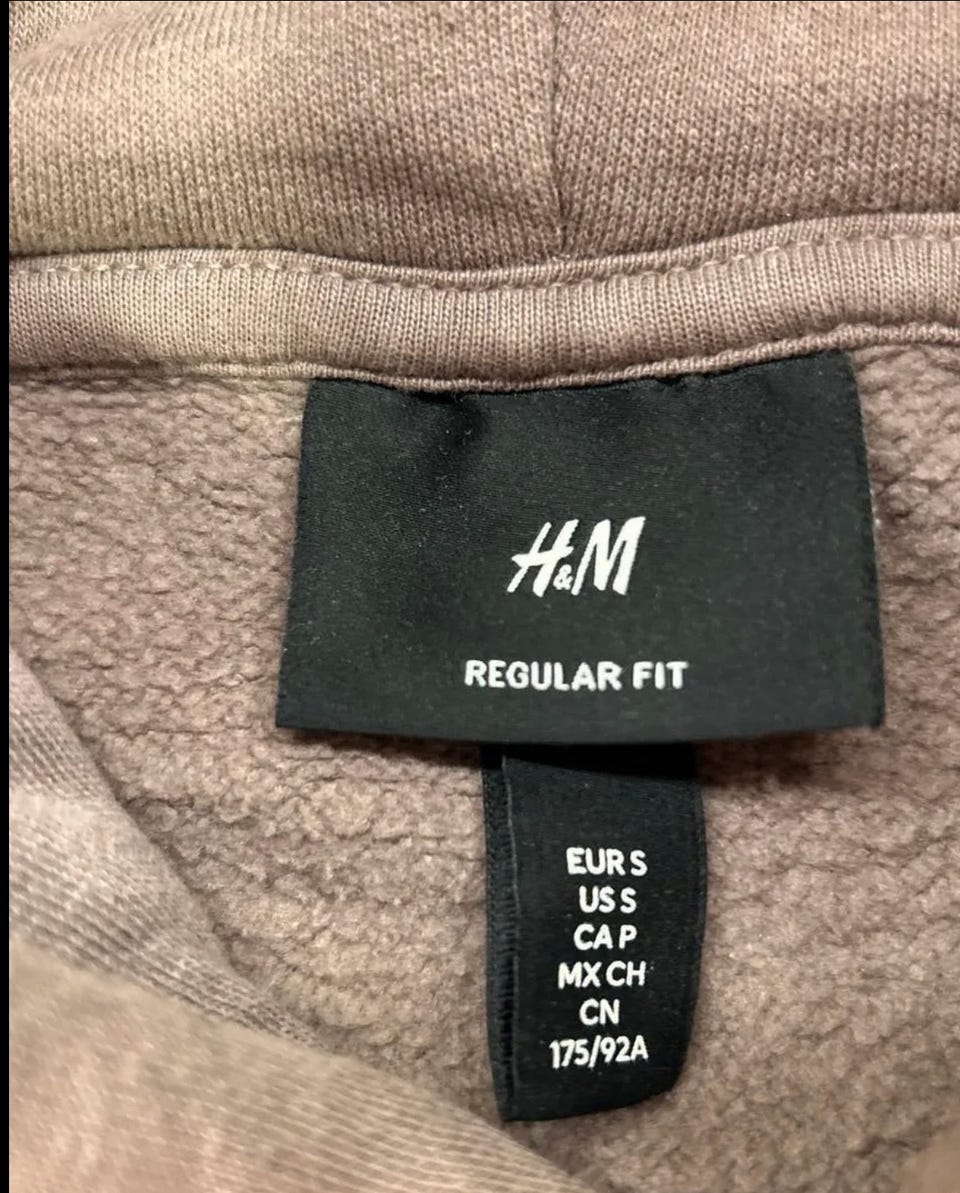 H&M
REGULAR FIT
EUR S
US S
CA P
MX CH
CN
175/92A